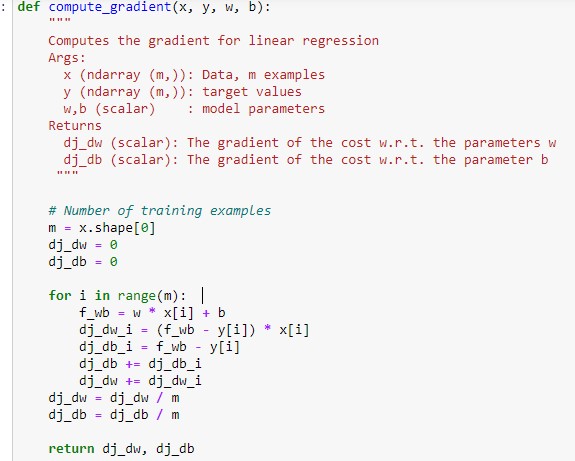 : def compute_gradient(x, y, w, b):
"""
Computes the gradient for linear regression
Args:
x (ndarray (m,)): Data, m examples
y (ndarray (m,)): target values
w,b (scalar)    : model parameters
Returns
dj_dw (scalar): The gradient of the cost w.r.t. the parameters w
dj_db (scalar): The gradient of the cost w.r.t. the parameter b
"""
# Number of training examples
m = x.shape[0]
dj_dw = 0
dj_db = 0
for i in range(m):
f_wb = w * x[i] + b
dj_dw_i = (f_wb - y[i]) * x[i]
dj_db_i = f_wb - y[i]
dj_db += dj_db_i
dj_dw += dj_dw_i
dj_dw = dj_dw / m
dj_db = dj_db / m
return dj_dw, dj_db